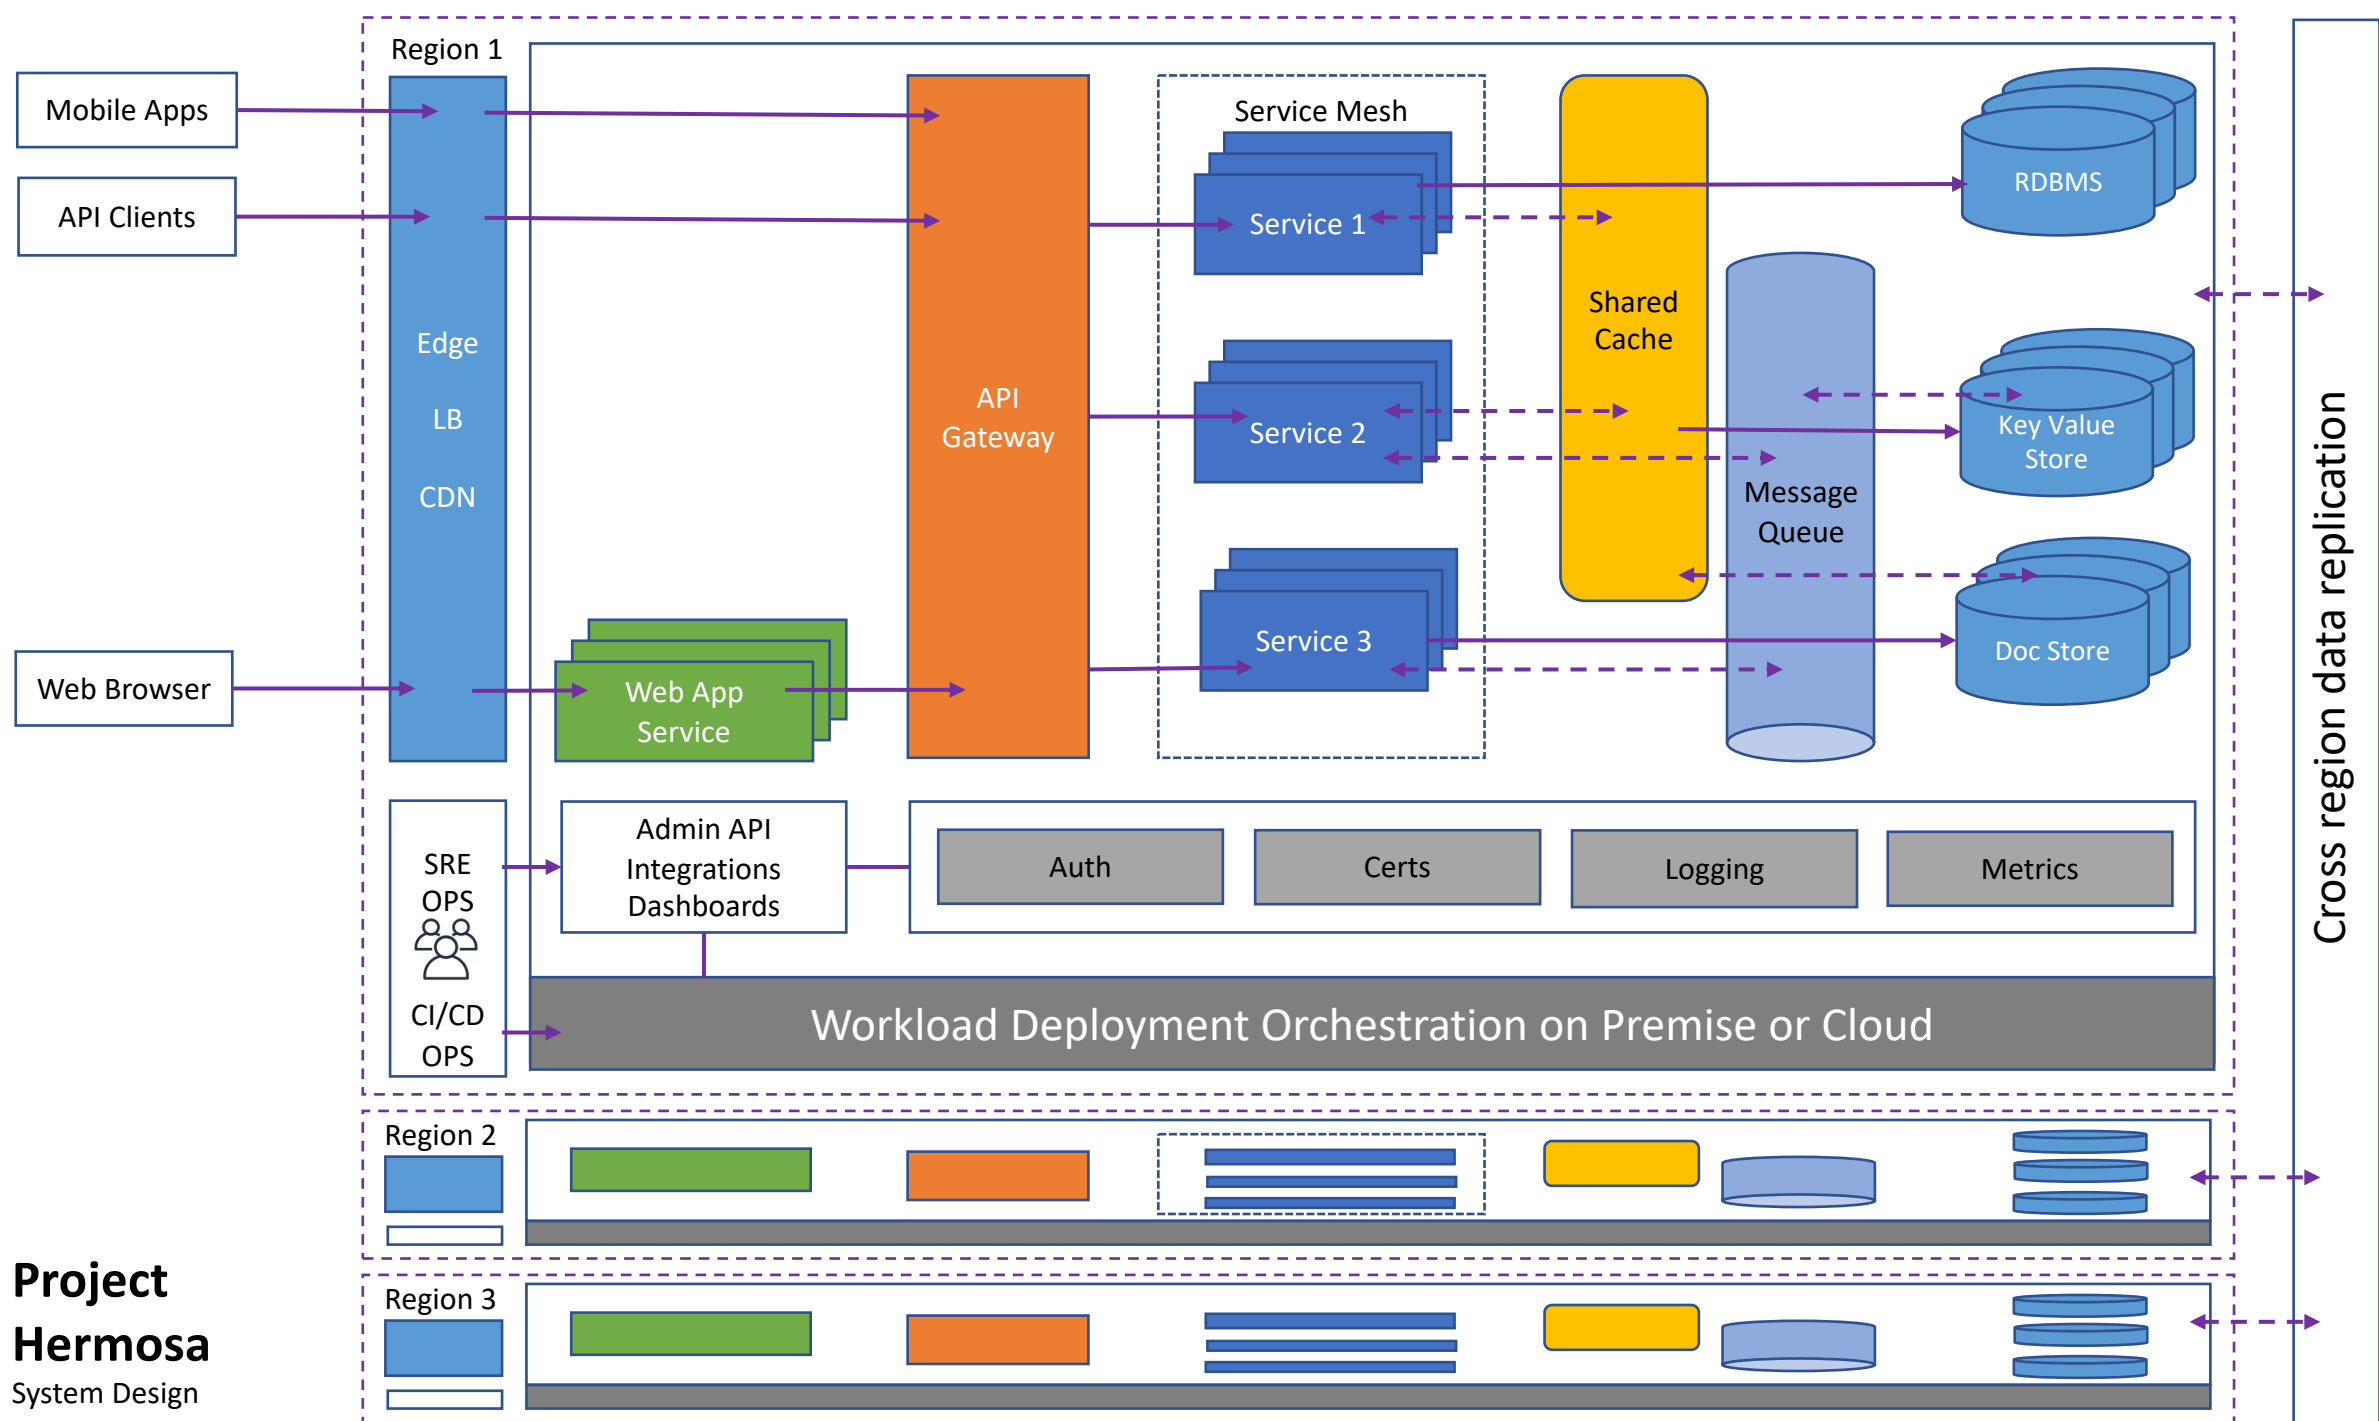 Region 1
Mobile Apps
API Clients
Web Browser
Edge
LB
CDN
Web App
Service
API
Gateway
Service Mesh
Service 1
Service 2
Service 3
Shared
Cache
Message
Queue
RDBMS
Key Value
Store
Doc Store
Cross region data replication
SRE
OPS
CI/CD
OPS
Admin API
Integrations
Dashboards
Auth
Certs
Logging
Metrics
Workload Deployment Orchestration on Premise or Cloud
Region 2
Region 3
Project
Hermosa
System Design